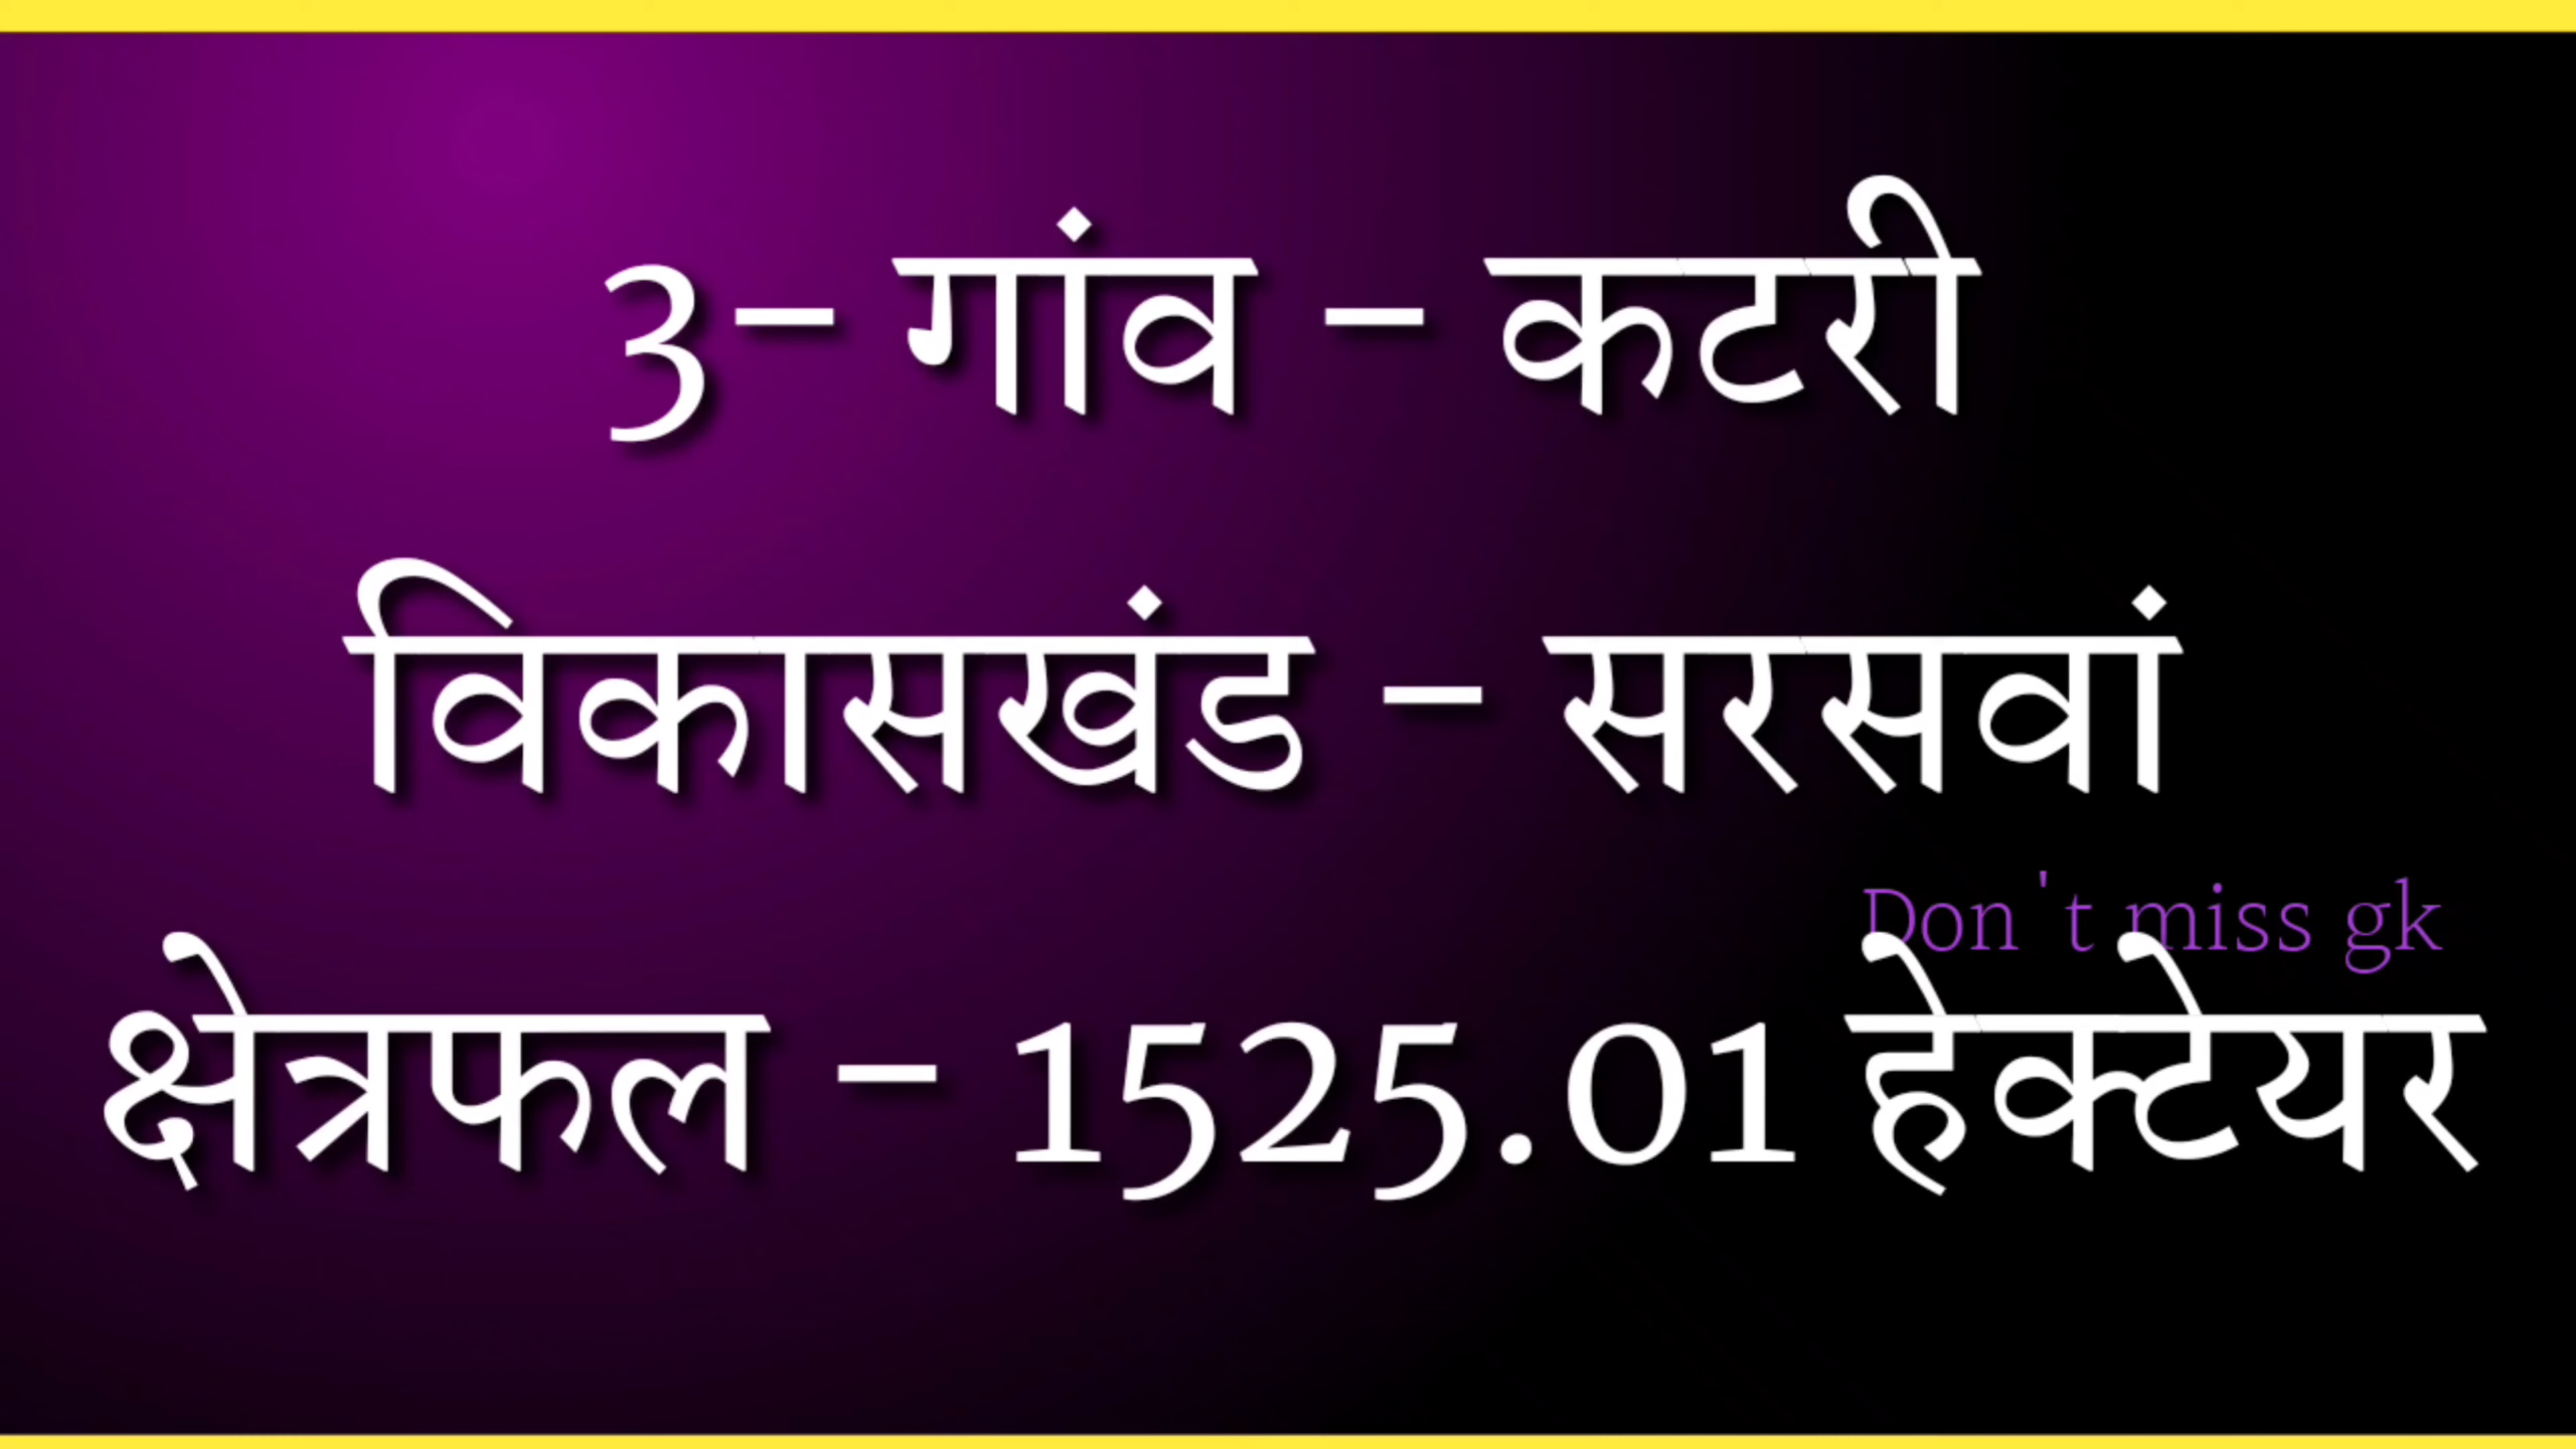 3- गांव - कटरी
विकासखंड - सरसवां
Don't miss gk
क्षेत्रफल - 1525.01 हेक्टेयर